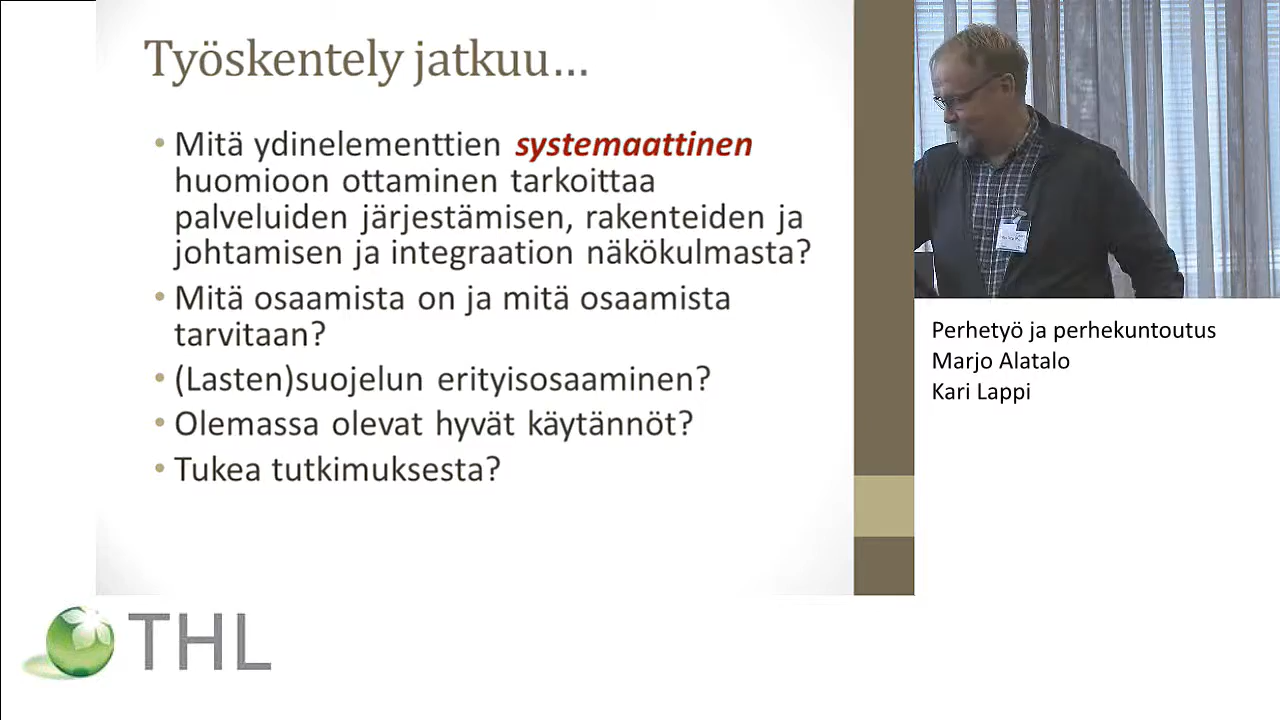 Työskentely jatkuu...
• Mitä ydinelementtien systemaattinen
huomioon ottaminen tarkoittaa
palveluiden järjestämisen, rakenteiden ja
johtamisen ja integraation näkökulmasta?
• Mitä osaamista on ja mitä osaamista
tarvitaan?
• (Lasten)suojelun erityisosaaminen?
• Olemassa olevat hyvät käytännöt?
• Tukea tutkimuksesta?
Perhetyö ja perhekuntoutus
Marjo Alatalo
Kari Lappi
THL